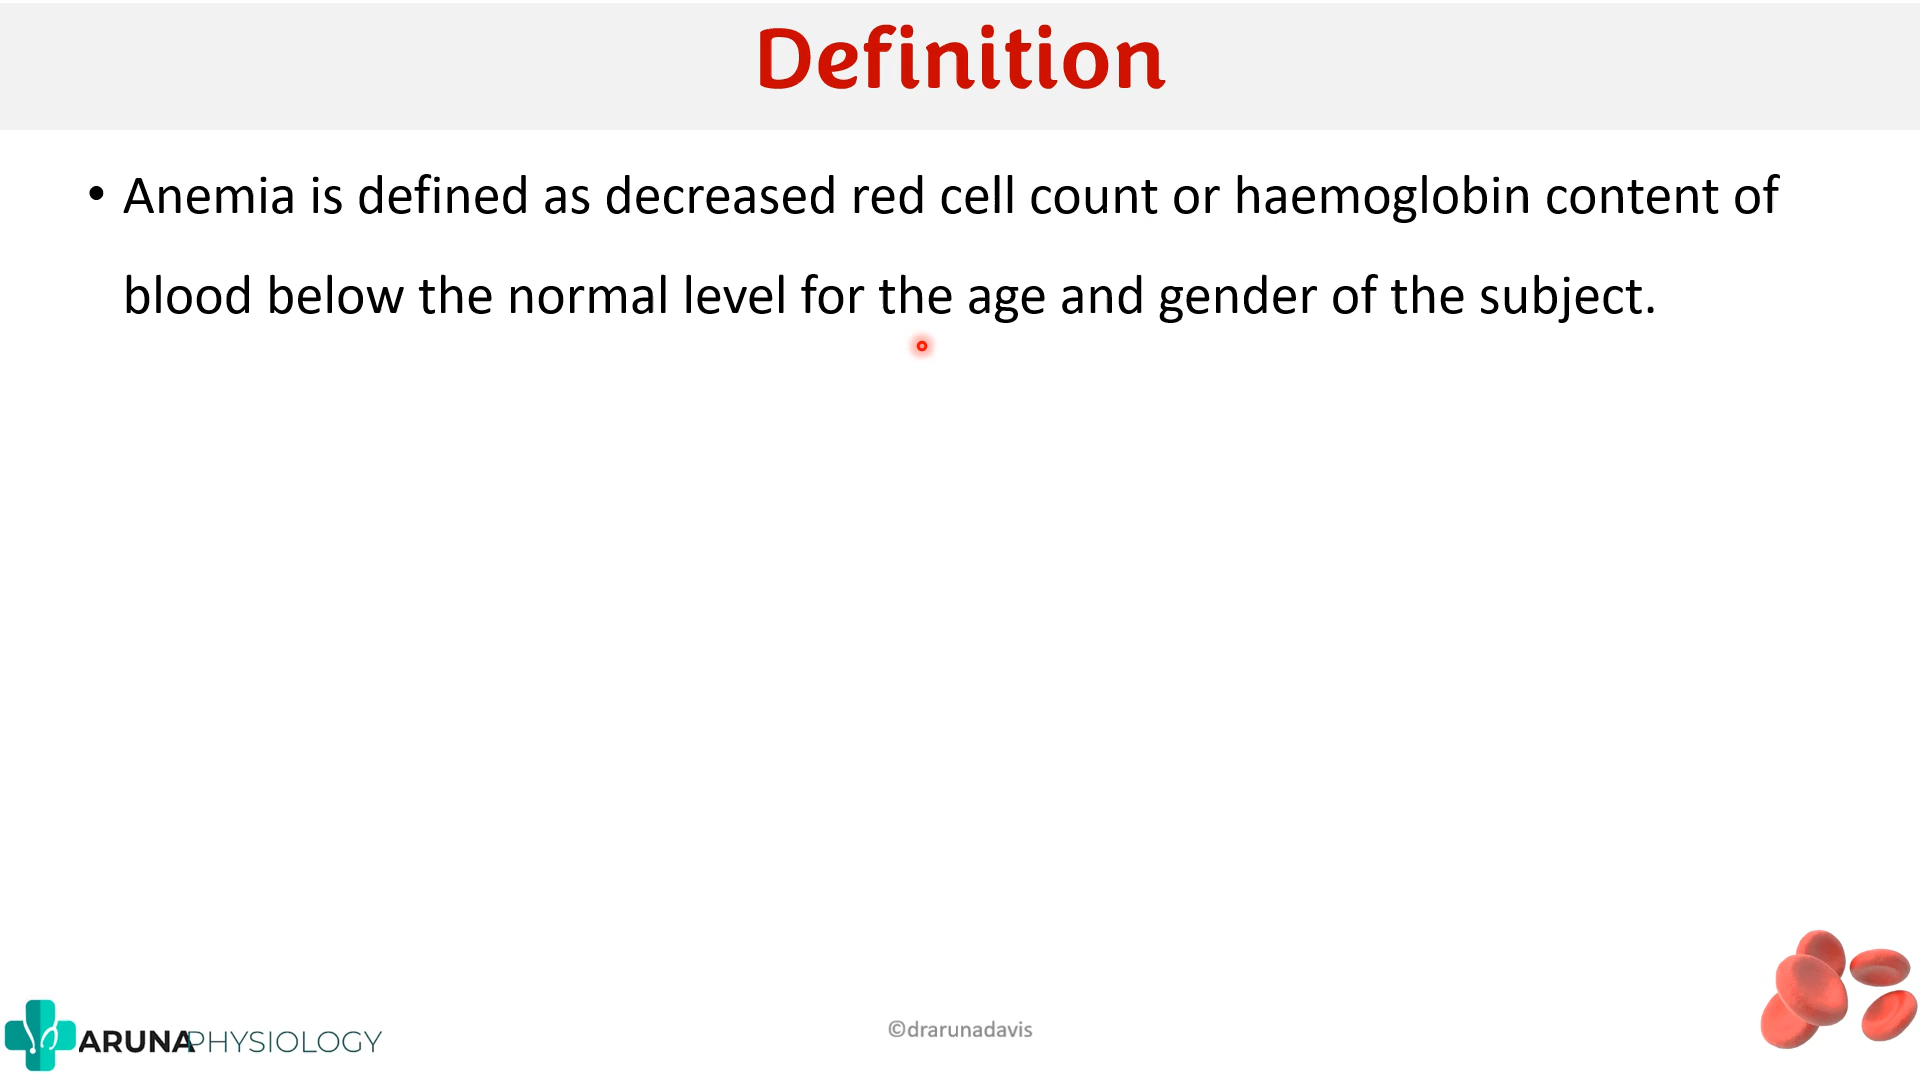 Definition
• Anemia is defined as decreased red cell count or haemoglobin content of
blood below the normal level for the age and gender of the subject.
ARUNAPHYSIOLOGY
©drarunadavis